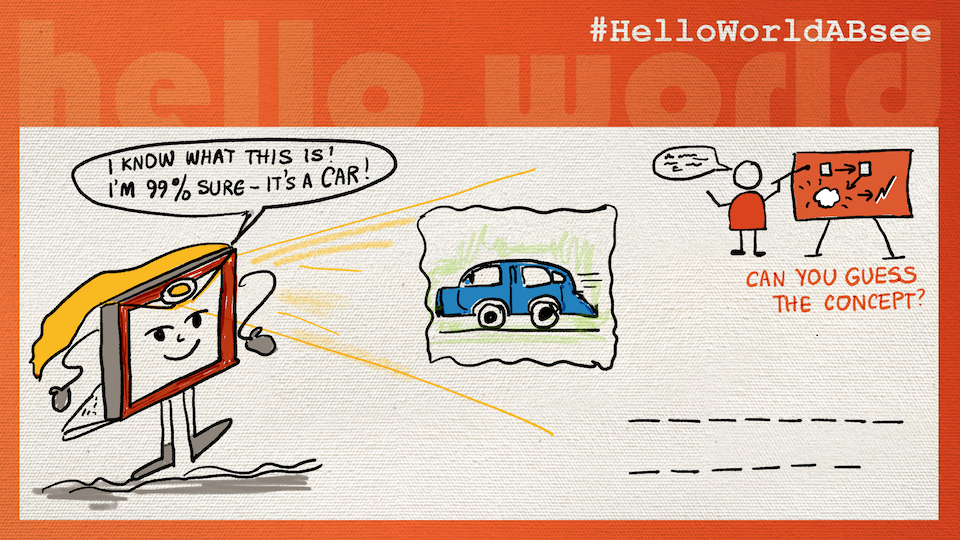 #HelloWorldABsee
hello world
I KNOW WHAT THIS IS!
I'M 99% SURE - IT'S A CAR!
CAN YOU GUESS
THE CONCEPT?